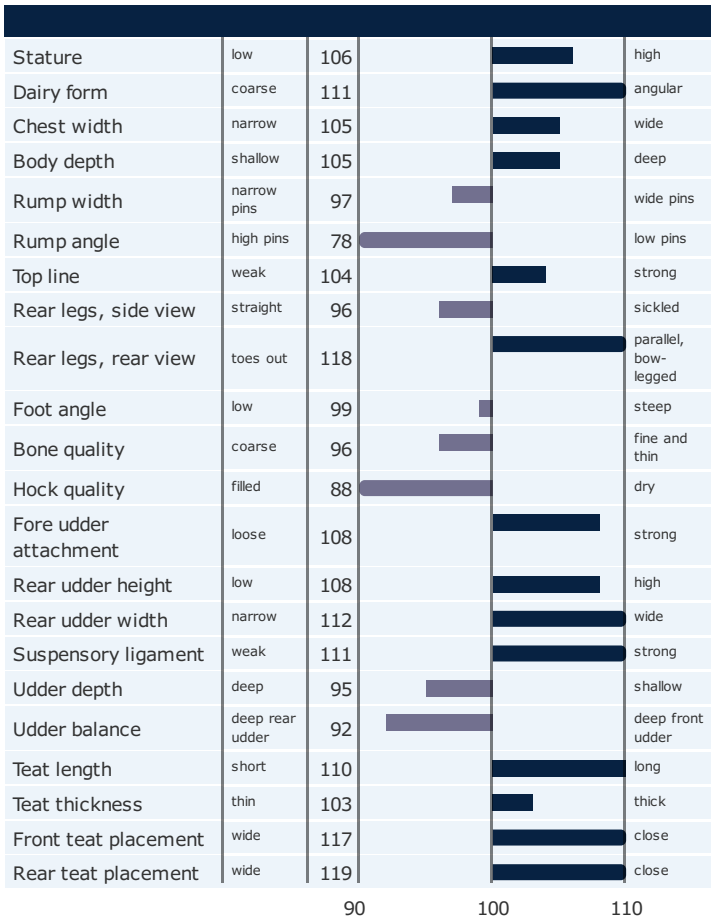 Stature low 106 high
Dairy form coarse 111 angular
Chest width narrow 105 wide
Body depth shallow 105 deep
Rump width narrow pins 97 wide pins
Rump angle high pins 78 low pins
Top line weak 104 strong
Rear legs, side view straight 96 sickled
Rear legs, rear view toes out 118 parallel, bow-legged
Foot angle low 99 steep
Bone quality coarse 96 fine and thin
Hock quality filled 88 dry
Fore udder attachment loose 108 strong
Rear udder height low 108 high
Rear udder width narrow 112 wide
Suspensory ligament weak 111 strong
Udder depth deep 95 shallow
Udder balance deep rear udder 92 deep front udder
Teat length short 110 long
Teat thickness thin 103 thick
Front teat placement wide 117 close
Rear teat placement wide 119 close
90 100 110